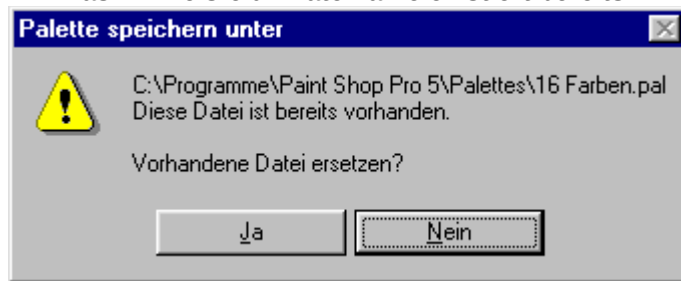 Palette speichern unter
C:\Programme\Paint Shop Pro 5\Palettes\16 Farben.pal
Diese Datei ist bereits vorhanden.
Vorhandene Datei ersetzen?
Ja
Nein